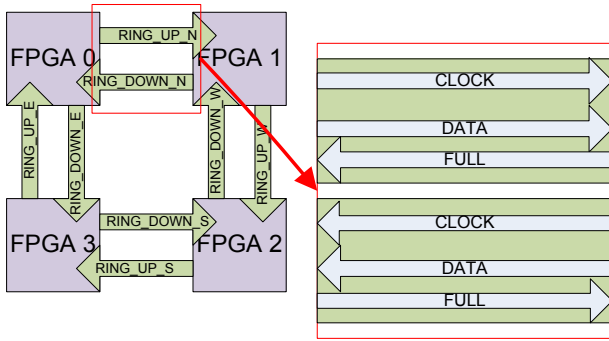 RING_UP_N
FPGA 0
FPGA 1
RING_DOWN_N
RING_UP_E
RING_DOWN_E
RING_DOWN_W
RING_UP_W
FPGA 3
RING_DOWN_S
FPGA 2
RING_UP_S
CLOCK
DATA
FULL
CLOCK
DATA
FULL